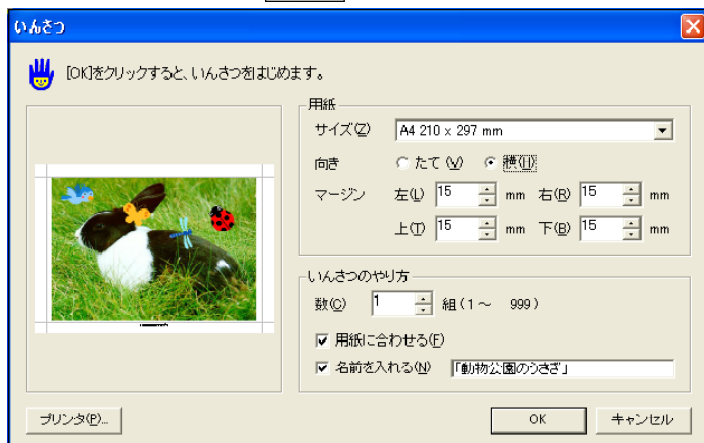 いんさつ
[OK]をクリックすると、いんさつをはじめます。
用紙
サイズ(Z) A4 210 x 297 mm
向き たて(V) 横(H)
マージン 左(L) 15 mm 右(R) 15 mm
上(T) 15 mm 下(B) 15 mm
いんさつのやり方
数(C) 1 組(1～ 999)
用紙に合わせる(F)
名前を入れる(N) 「動物公園のうさぎ」
プリンタ(P)... OK キャンセル